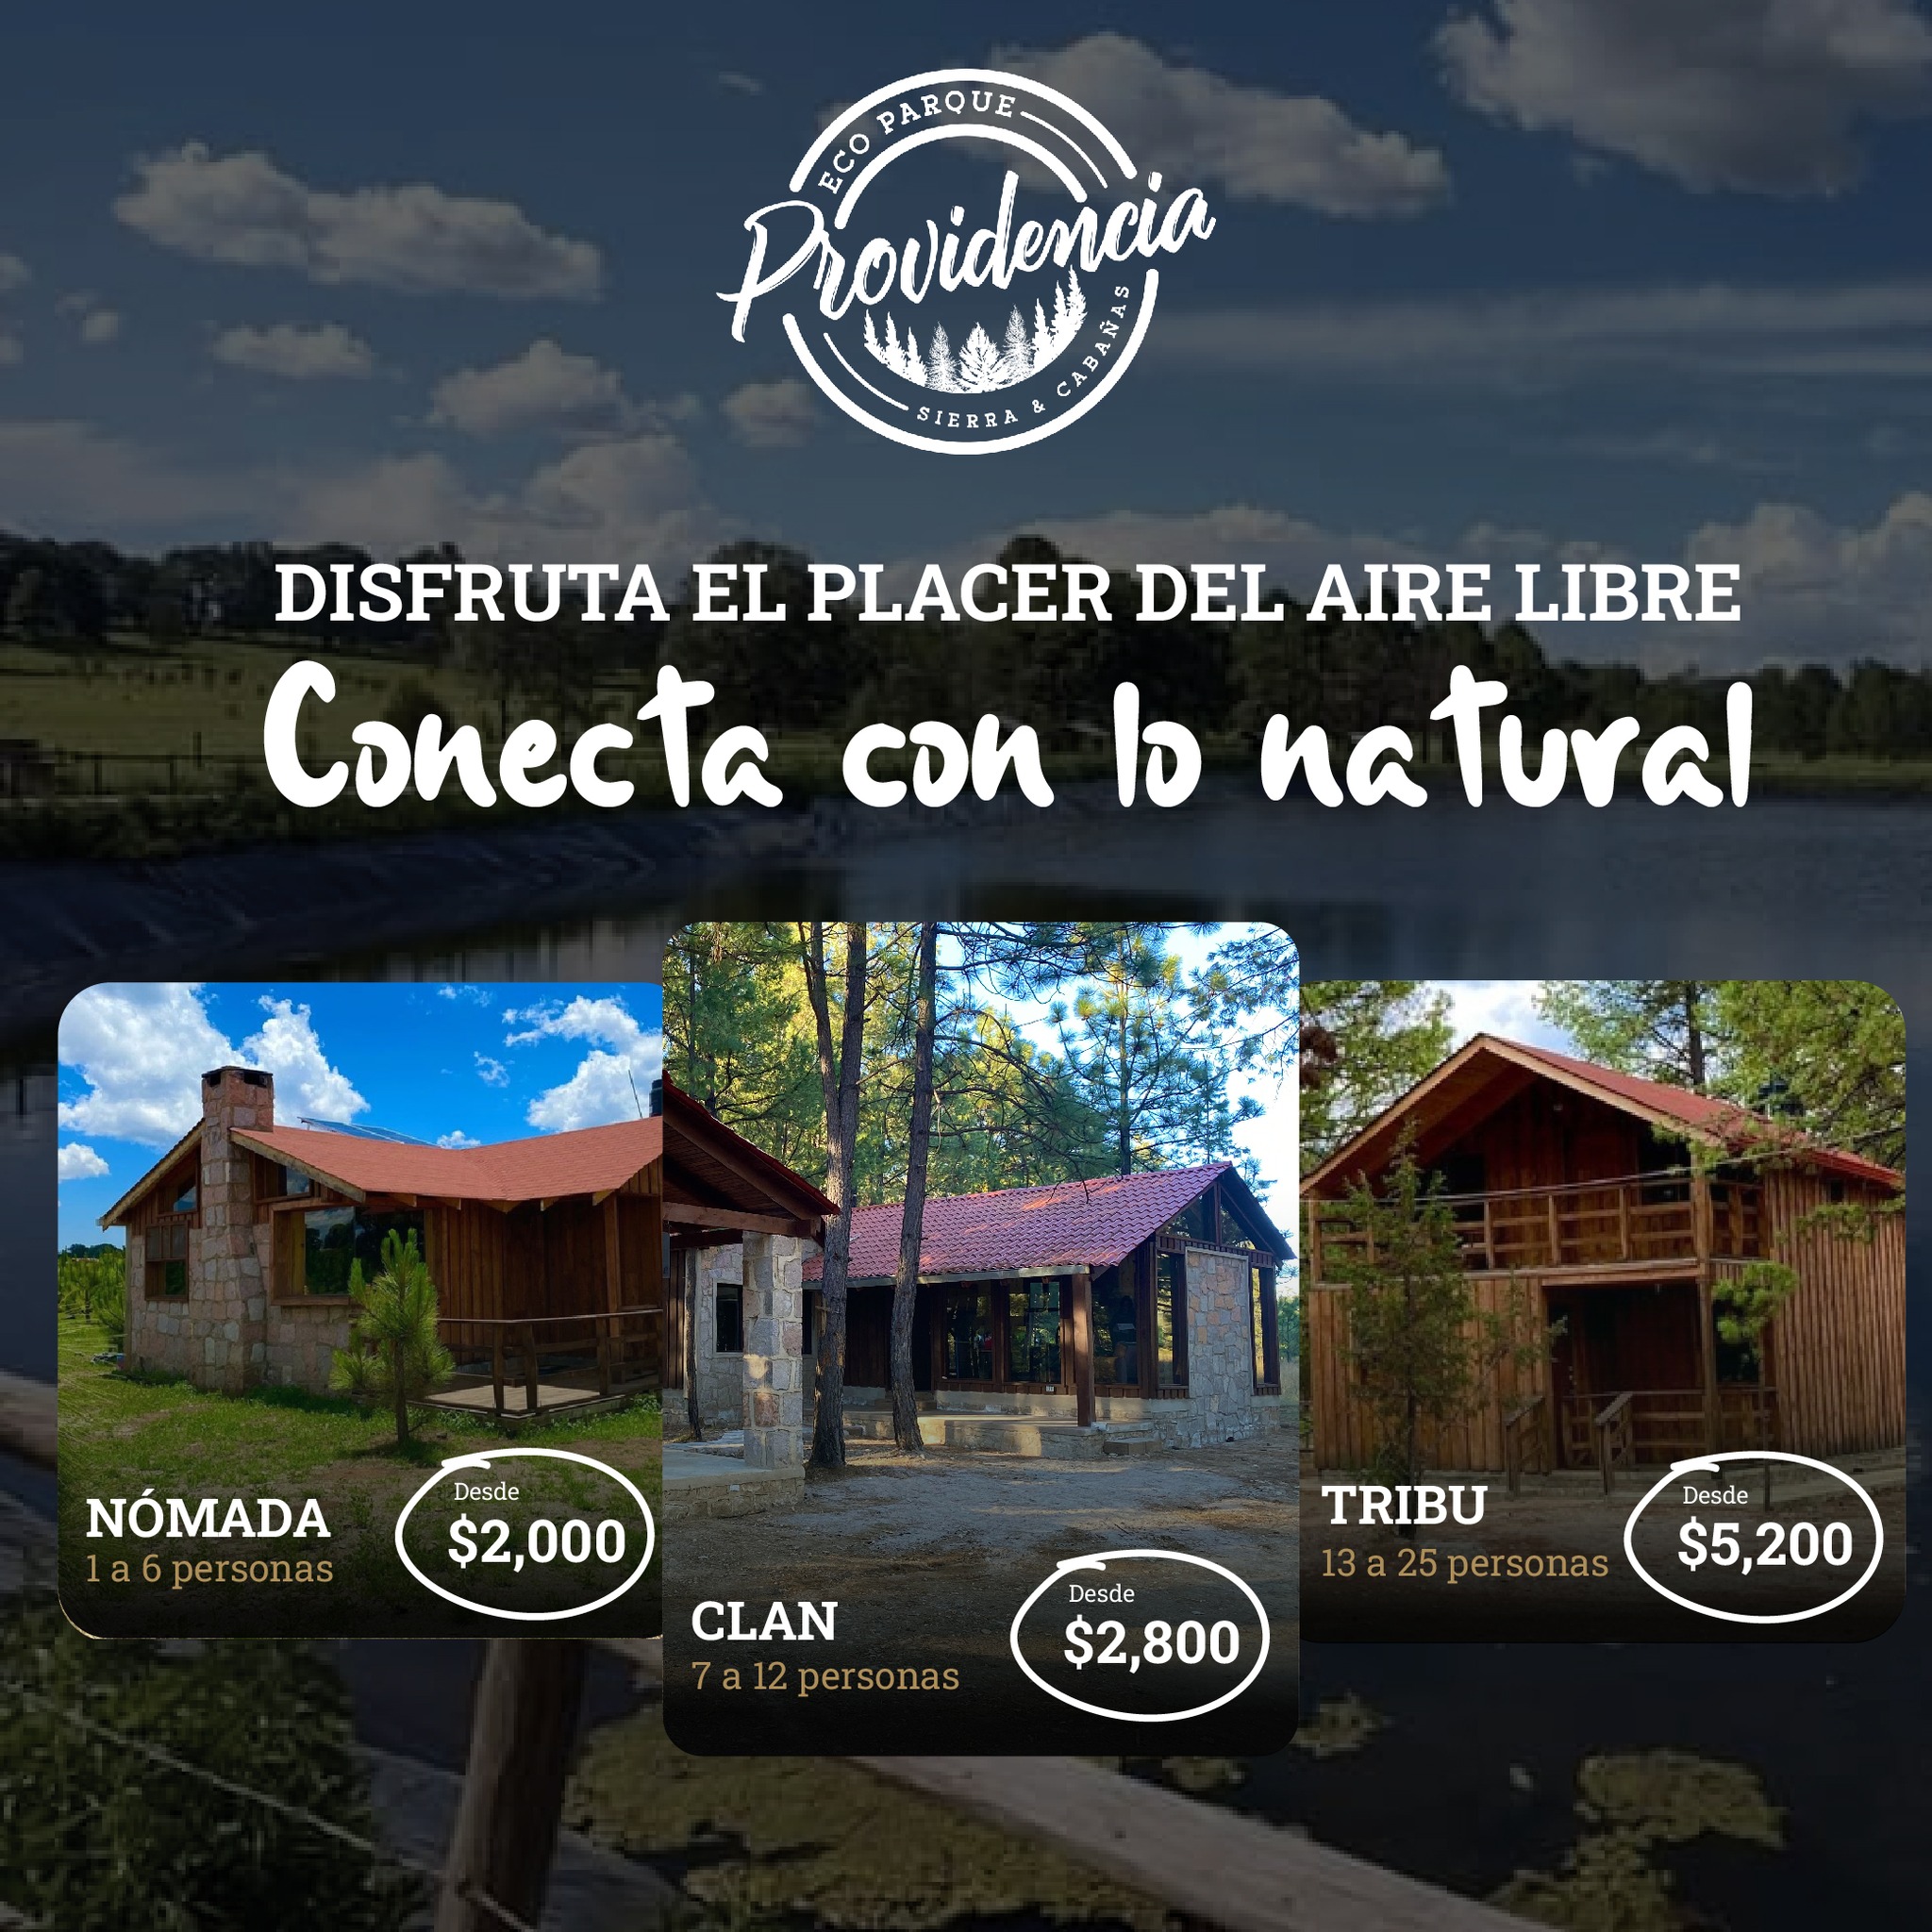 ECO PARQUE
Providencia
SIERRA & CABAÑAS
DISFRUTA EL PLACER DEL AIRE LIBRE
Conecta con lo natural
NÓMADA
1 a 6 personas
Desde
$2,000
CLAN
7 a 12 personas
Desde
$2,800
TRIBU
13 a 25 personas
Desde
$5,200